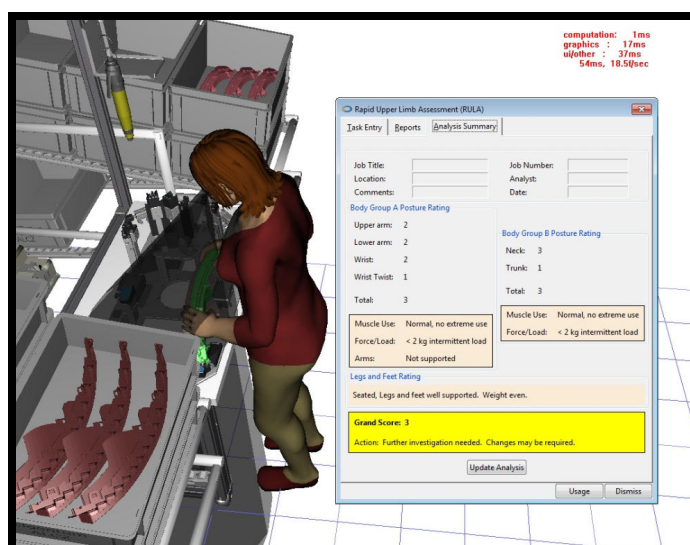 computation: 1ms
graphics : 17ms
ui/other : 37ms
54ms, 18.5f/sec
Rapid Upper Limb Assessment (RULA)
Task Entry Reports Analysis Summary
Job Title: Job Number:
Location: Analyst:
Comments: Date:
Body Group A Posture Rating
Upper arm: 2
Lower arm: 2
Wrist: 2
Wrist Twist: 1
Total: 3
Muscle Use: Normal, no extreme use
Force/Load: < 2 kg intermittent load
Arms: Not supported
Body Group B Posture Rating
Neck: 3
Trunk: 1
Total: 3
Muscle Use: Normal, no extreme use
Force/Load: < 2 kg intermittent load
Legs and Feet Rating
Seated, Legs and feet well supported. Weight even.
Grand Score: 3
Action: Further investigation needed. Changes may be required.
Update Analysis
Usage Dismiss